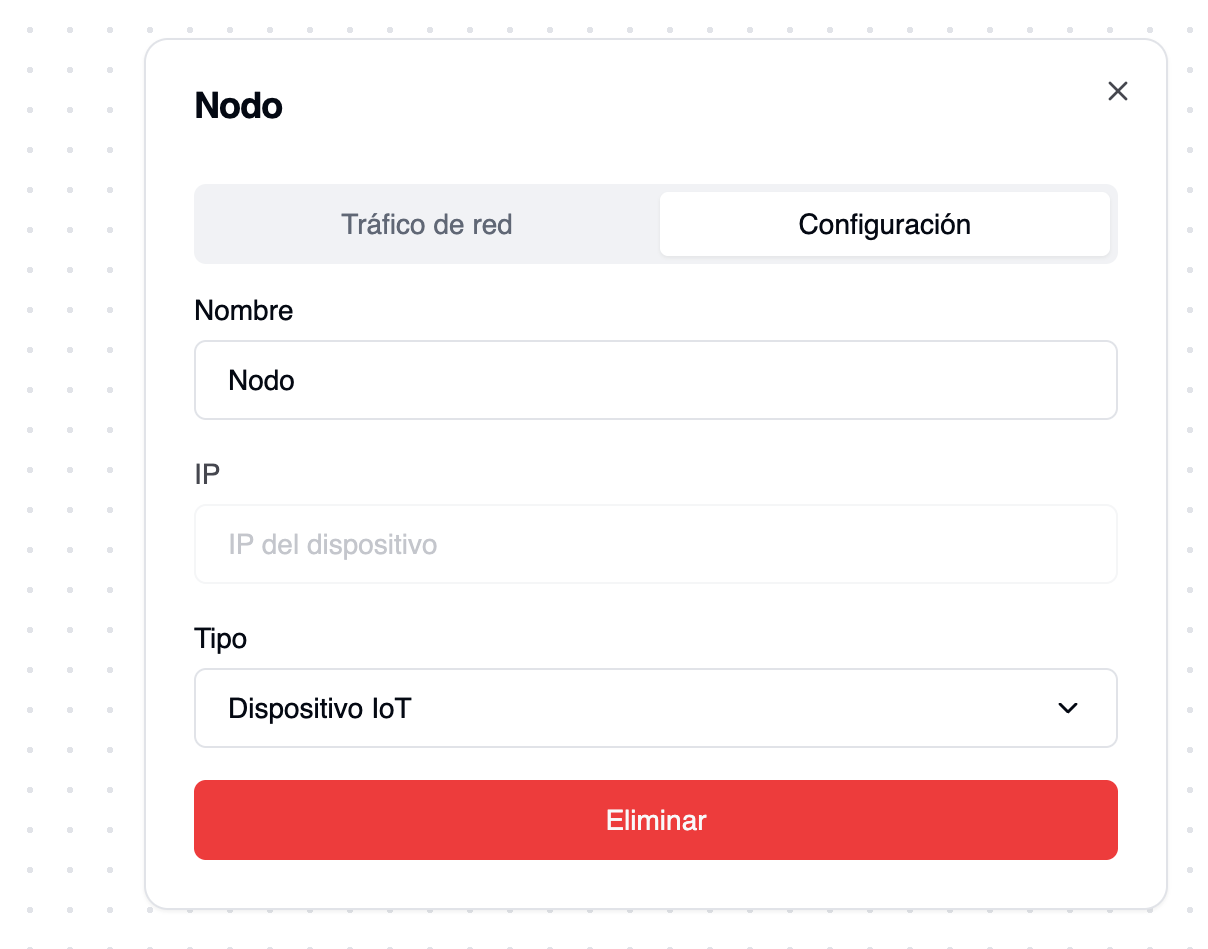 Nodo
Tráfico de red
Configuración
Nombre
Nodo
IP
IP del dispositivo
Tipo
Dispositivo IoT
Eliminar